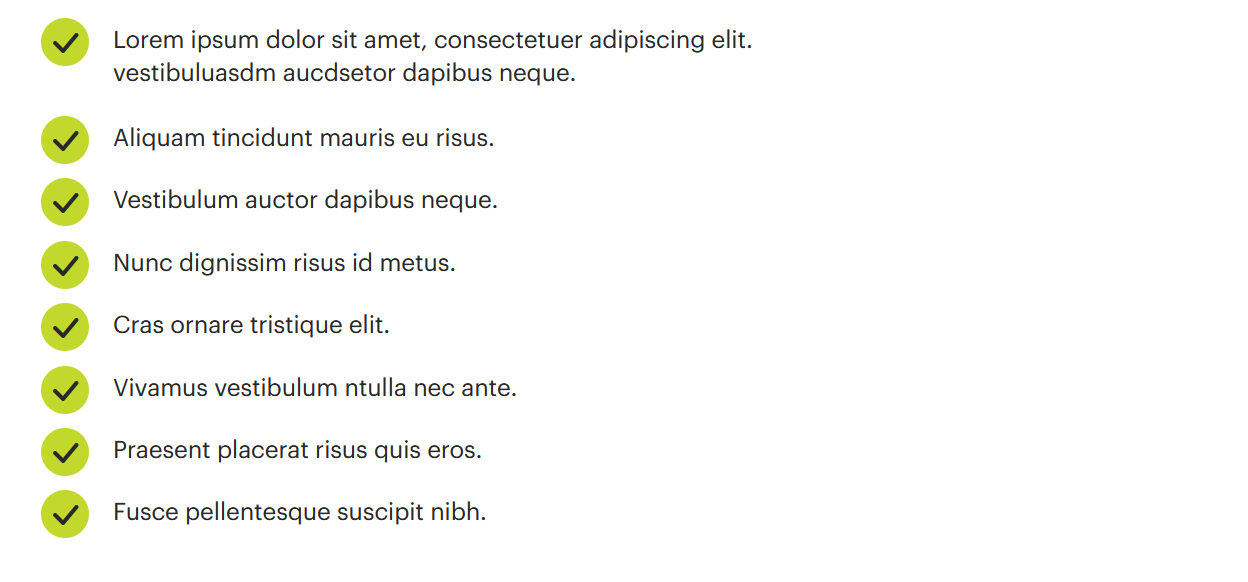 Lorem ipsum dolor sit amet, consectetuer adipiscing elit.
vestibuluasdm aucdsetor dapibus neque.
Aliquam tincidunt mauris eu risus.
Vestibulum auctor dapibus neque.
Nunc dignissim risus id metus.
Cras ornare tristique elit.
Vivamus vestibulum ntulla nec ante.
Praesent placerat risus quis eros.
Fusce pellentesque suscipit nibh.